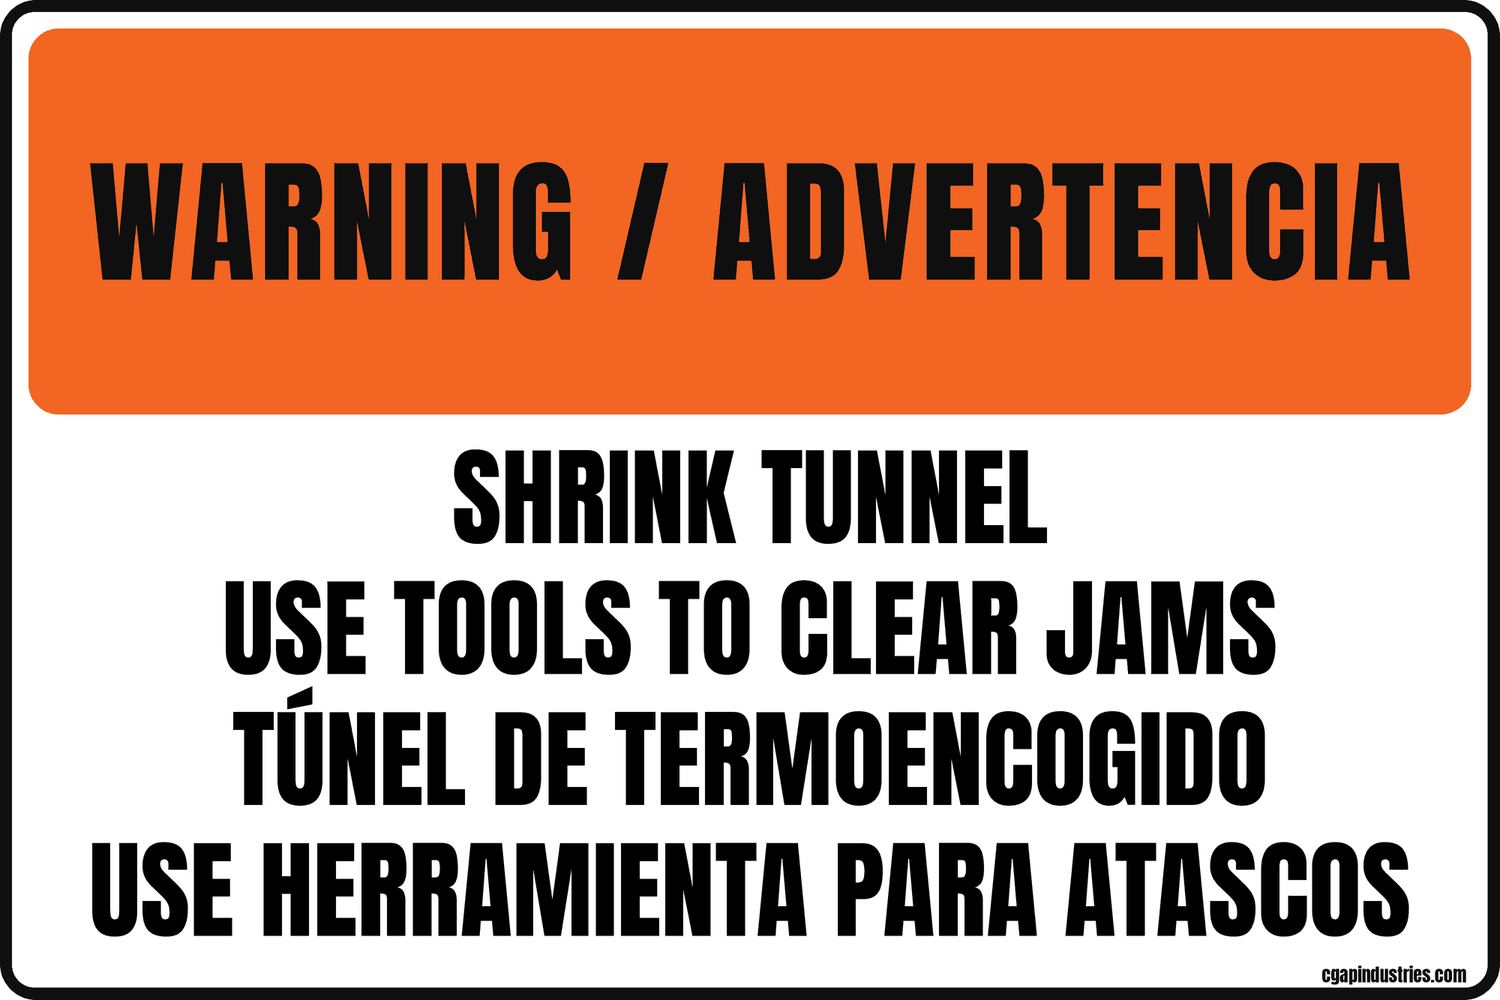 WARNING / ADVERTENCIA
SHRINK TUNNEL
USE TOOLS TO CLEAR JAMS
TÚNEL DE TERMOENCOGIDO
USE HERRAMIENTA PARA ATASCOS
cgapindustries.com